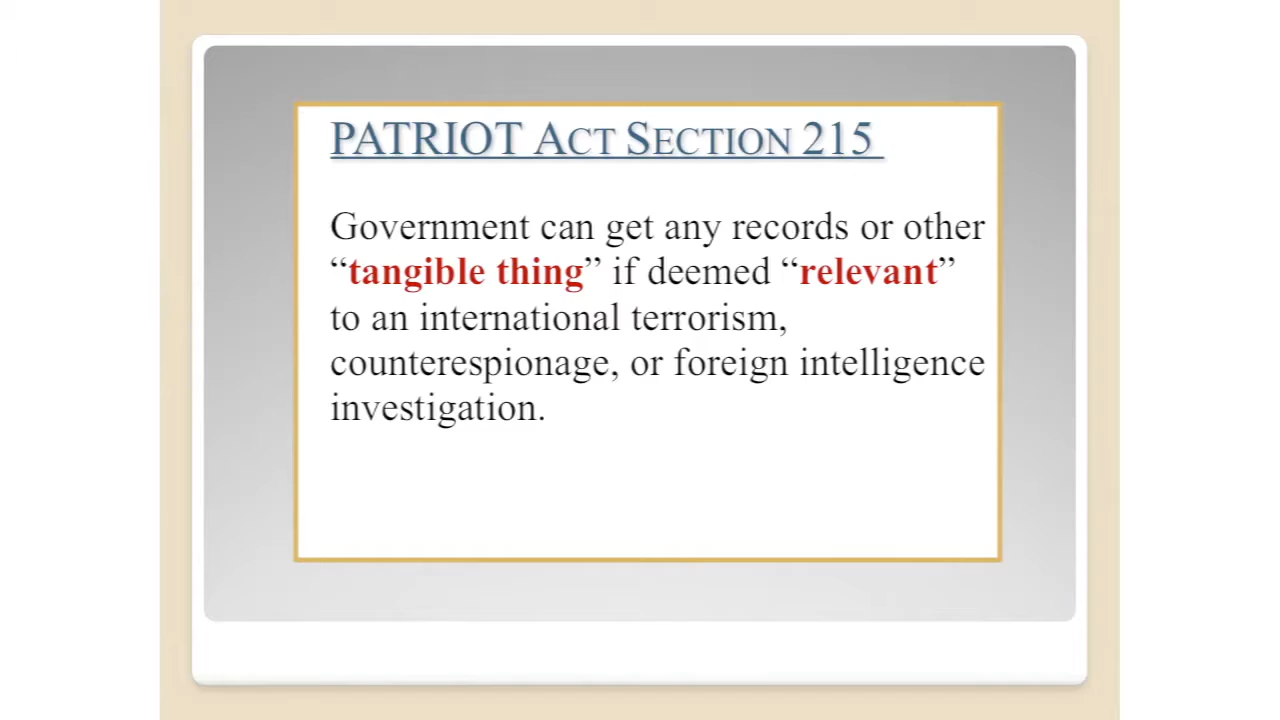 PATRIOT ACT SECTION 215
Government can get any records or other
“tangible thing” if deemed “relevant”
to an international terrorism,
counterespionage, or foreign intelligence
investigation.